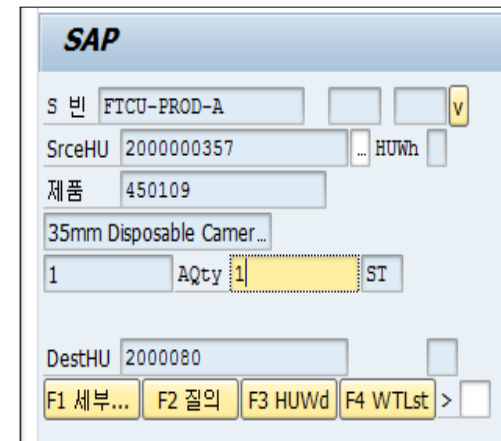 SAP
S 빈 FTCU-PROD-A v
SrceHU 2000000357 ... HUWh
제품 450109
35mm Disposable Camer...
1 AQty 1 ST
DestHU 2000080
F1 세부... F2 질의 F3 HUWd F4 WTLst >